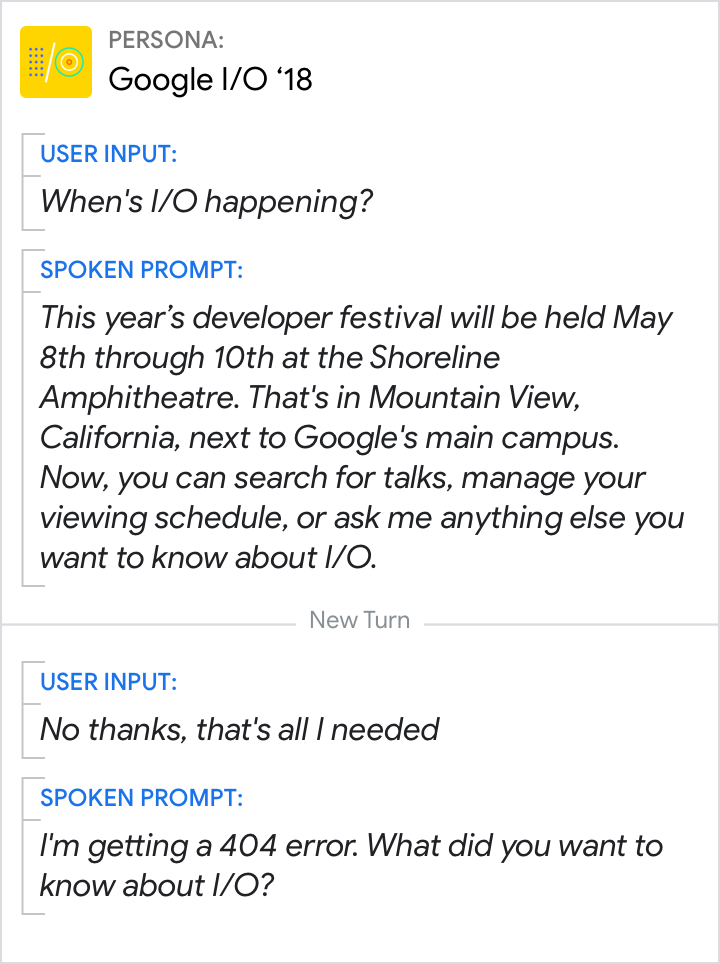 PERSONA:
Google I/O ‘18
USER INPUT:
When's I/O happening?
SPOKEN PROMPT:
This year’s developer festival will be held May
8th through 10th at the Shoreline
Amphitheatre. That's in Mountain View,
California, next to Google's main campus.
Now, you can search for talks, manage your
viewing schedule, or ask me anything else you
want to know about I/O.
New Turn
USER INPUT:
No thanks, that's all I needed
SPOKEN PROMPT:
I'm getting a 404 error. What did you want to
know about I/O?